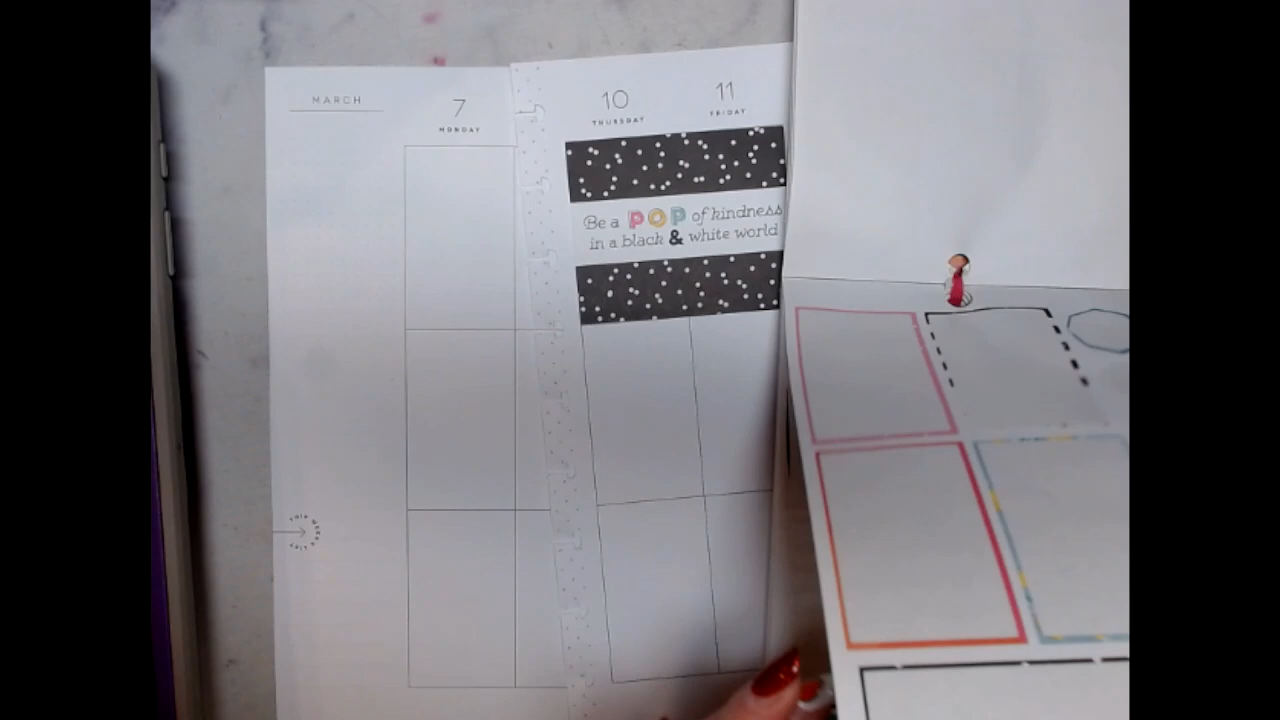 MARCH
7
MONDAY
10
THURSDAY
11
FRIDAY
Be a POP of kindness
in a black & white world